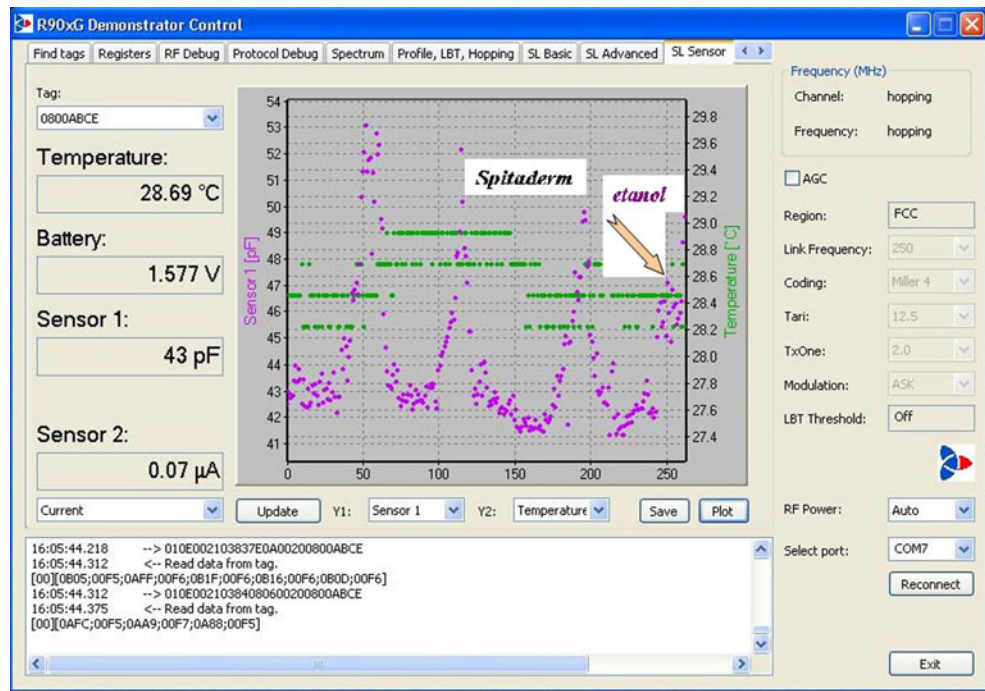 R90xG Demonstrator Control
Find tags Registers RF Debug Protocol Debug Spectrum Profile, LBT, Hopping SL Basic SL Advanced SL Sensor
Tag:
0800ABCE
Temperature:
28.69 °C
Battery:
1.577 V
Sensor 1:
43 pF
Sensor 2:
0.07 µA
Current
54
53
52
51
50
49
48
47
46
45
44
43
42
41
Sensor 1 [pF]
Spitaderm
etanol
29.8
29.6
29.4
29.2
29.0
28.8
28.6
28.4
28.2
28.0
27.8
27.6
27.4
Temperature [°C]
0 50 100 150 200 250
Update Y1: Sensor 1 Y2: Temperature Save Plot
16:05:44.218 --> 010E002103837E0A00200800ABCE
16:05:44.312 <-- Read data from tag.
[00][0B05;00F5;0AFF;00F6;0B1F;00F6;0B16;00F6;0B0D;00F6]
16:05:44.312 --> 010E00210384080600200800ABCE
16:05:44.375 <-- Read data from tag.
[00][0AFC;00F5;0AA9;00F7;0A88;00F5]
Frequency (MHz)
Channel: hopping
Frequency: hopping
AGC
Region: FCC
Link Frequency: 250
Coding: Miller 4
Tari: 12.5
TxOne: 2.0
Modulation: ASK
LBT Threshold: Off
RF Power: Auto
Select port: COM7
Reconnect
Exit